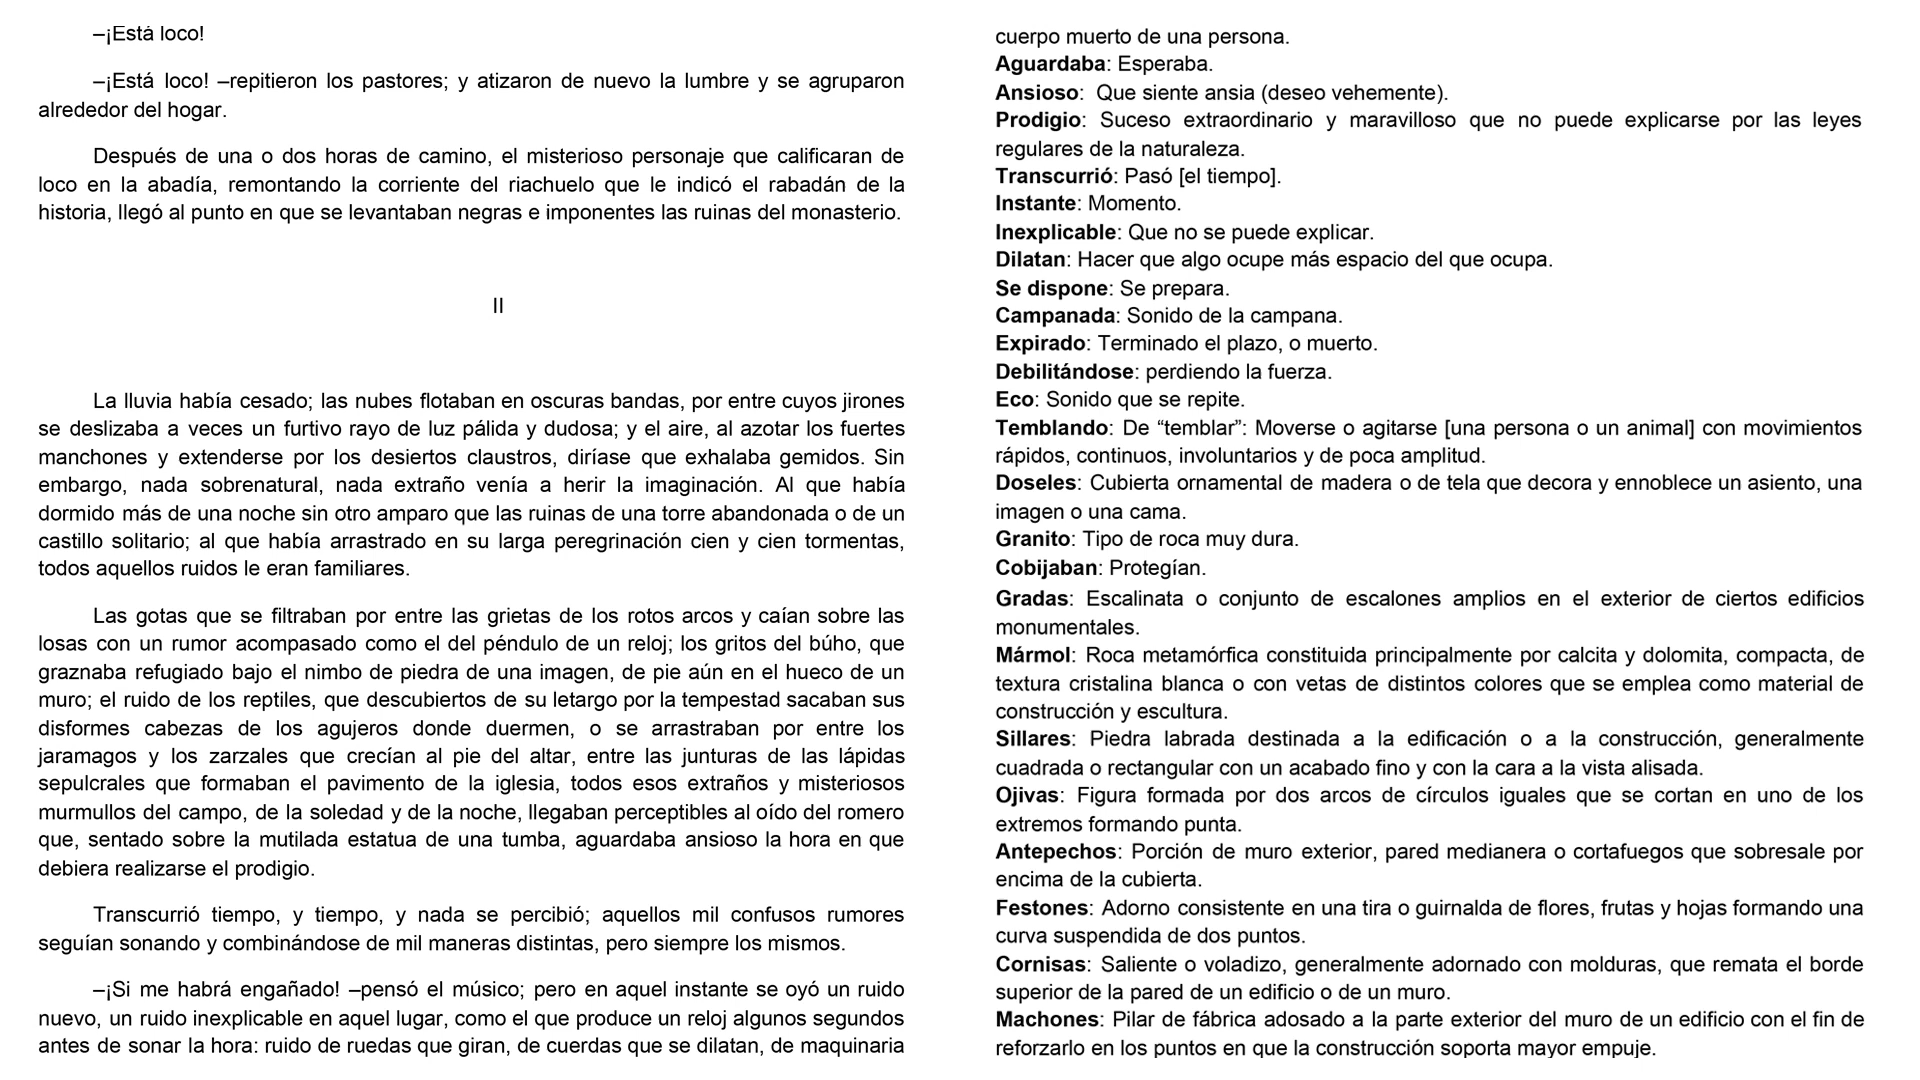 –¡Está loco!
–¡Está loco! –repitieron los pastores; y atizaron de nuevo la lumbre y se agruparon
alrededor del hogar.
Después de una o dos horas de camino, el misterioso personaje que calificaran de
loco en la abadía, remontando la corriente del riachuelo que le indicó el rabadán de la
historia, llegó al punto en que se levantaban negras e imponentes las ruinas del monasterio.
II
La lluvia había cesado; las nubes flotaban en oscuras bandas, por entre cuyos jirones
se deslizaba a veces un furtivo rayo de luz pálida y dudosa; y el aire, al azotar los fuertes
manchones y extenderse por los desiertos claustros, diríase que exhalaba gemidos. Sin
embargo, nada sobrenatural, nada extraño venía a herir la imaginación. Al que había
dormido más de una noche sin otro amparo que las ruinas de una torre abandonada o de un
castillo solitario; al que había arrastrado en su larga peregrinación cien y cien tormentas,
todos aquellos ruidos le eran familiares.
Las gotas que se filtraban por entre las grietas de los rotos arcos y caían sobre las
losas con un rumor acompasado como el del péndulo de un reloj; los gritos del búho, que
graznaba refugiado bajo el nimbo de piedra de una imagen, de pie aún en el hueco de un
muro; el ruido de los reptiles, que descubiertos de su letargo por la tempestad sacaban sus
disformes cabezas de los agujeros donde duermen, o se arrastraban por entre los
jaramagos y los zarzales que crecían al pie del altar, entre las junturas de las lápidas
sepulcrales que formaban el pavimento de la iglesia, todos esos extraños y misteriosos
murmullos del campo, de la soledad y de la noche, llegaban perceptibles al oído del romero
que, sentado sobre la mutilada estatua de una tumba, aguardaba ansioso la hora en que
debiera realizarse el prodigio.
Transcurrió tiempo, y tiempo, y nada se percibió; aquellos mil confusos rumores
seguían sonando y combinándose de mil maneras distintas, pero siempre los mismos.
–¡Si me habrá engañado! –pensó el músico; pero en aquel instante se oyó un ruido
nuevo, un ruido inexplicable en aquel lugar, como el que produce un reloj algunos segundos
antes de sonar la hora: ruido de ruedas que giran, de cuerdas que se dilatan, de maquinaria
cuerpo muerto de una persona.
Aguardaba: Esperaba.
Ansioso: Que siente ansia (deseo vehemente).
Prodigio: Suceso extraordinario y maravilloso que no puede explicarse por las leyes
regulares de la naturaleza.
Transcurrió: Pasó [el tiempo].
Instante: Momento.
Inexplicable: Que no se puede explicar.
Dilatan: Hacer que algo ocupe más espacio del que ocupa.
Se dispone: Se prepara.
Campanada: Sonido de la campana.
Expirado: Terminado el plazo, o muerto.
Debilitándose: perdiendo la fuerza.
Eco: Sonido que se repite.
Temblando: De “temblar”: Moverse o agitarse [una persona o un animal] con movimientos
rápidos, continuos, involuntarios y de poca amplitud.
Doseles: Cubierta ornamental de madera o de tela que decora y ennoblece un asiento, una
imagen o una cama.
Granito: Tipo de roca muy dura.
Cobijaban: Protegían.
Gradas: Escalinata o conjunto de escalones amplios en el exterior de ciertos edificios
monumentales.
Mármol: Roca metamórfica constituida principalmente por calcita y dolomita, compacta, de
textura cristalina blanca o con vetas de distintos colores que se emplea como material de
construcción y escultura.
Sillares: Piedra labrada destinada a la edificación o a la construcción, generalmente
cuadrada o rectangular con un acabado fino y con la cara a la vista alisada.
Ojivas: Figura formada por dos arcos de círculos iguales que se cortan en uno de los
extremos formando punta.
Antepechos: Porción de muro exterior, pared medianera o cortafuegos que sobresale por
encima de la cubierta.
Festones: Adorno consistente en una tira o guirnalda de flores, frutas y hojas formando una
curva suspendida de dos puntos.
Cornisas: Saliente o voladizo, generalmente adornado con molduras, que remata el borde
superior de la pared de un edificio o de un muro.
Machones: Pilar de fábrica adosado a la parte exterior del muro de un edificio con el fin de
reforzarlo en los puntos en que la construcción soporta mayor empuje.